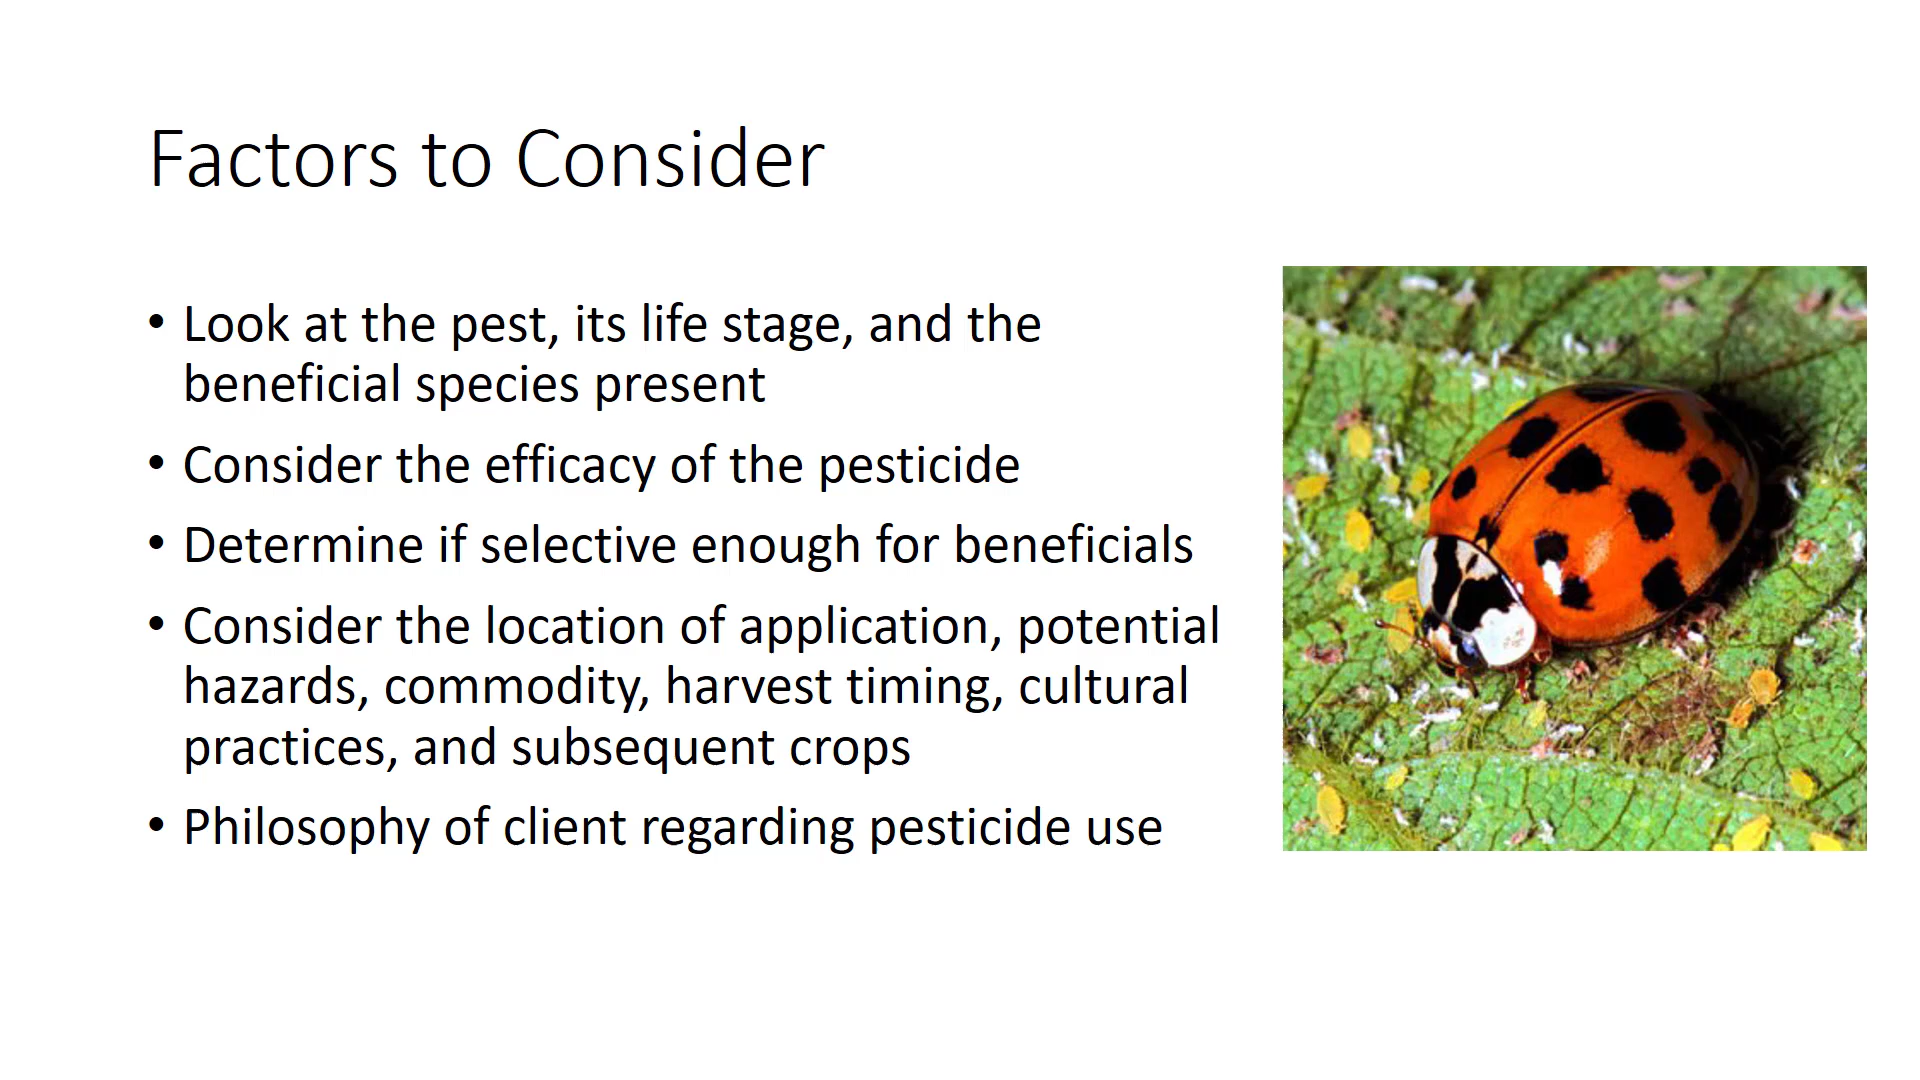 Factors to Consider
• Look at the pest, its life stage, and the
beneficial species present
• Consider the efficacy of the pesticide
• Determine if selective enough for beneficials
• Consider the location of application, potential
hazards, commodity, harvest timing, cultural
practices, and subsequent crops
• Philosophy of client regarding pesticide use